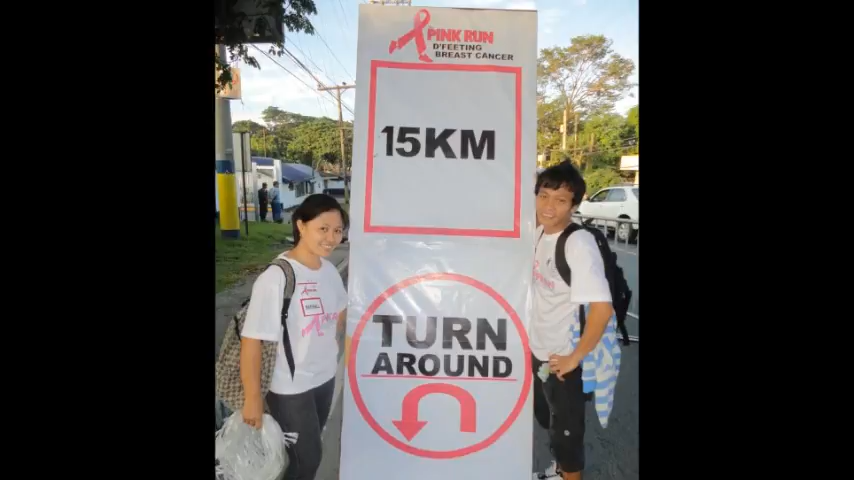 PINK RUN
D'FEETING
BREAST CANCER
15KM
TURN
AROUND